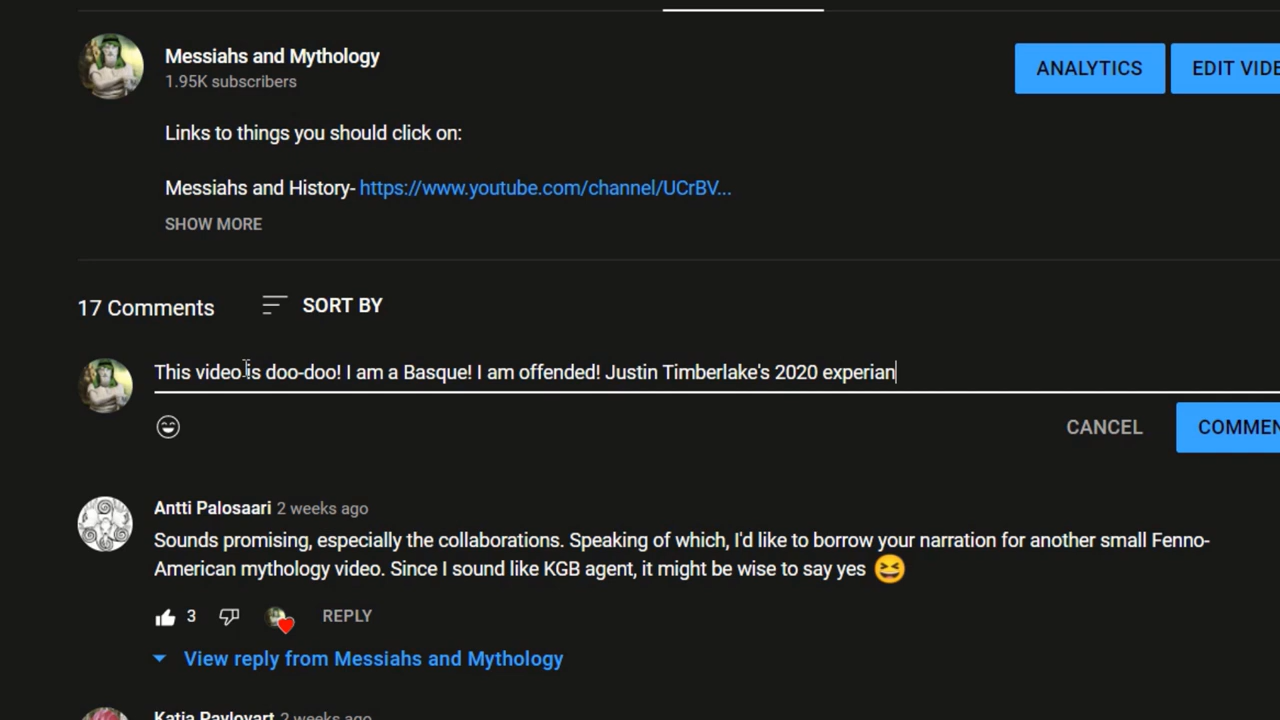 Messiahs and Mythology
1.95K subscribers
ANALYTICS
EDIT VIDE
Links to things you should click on:
Messiahs and History- https://www.youtube.com/channel/UCrBV...
SHOW MORE
17 Comments
SORT BY
This video is doo-doo! I am a Basque! I am offended! Justin Timberlake's 2020 experian
CANCEL
COMMEN
Antti Palosaari 2 weeks ago
Sounds promising, especially the collaborations. Speaking of which, I'd like to borrow your narration for another small Fenno-
American mythology video. Since I sound like KGB agent, it might be wise to say yes 😆
3
REPLY
View reply from Messiahs and Mythology
2 weeks ago